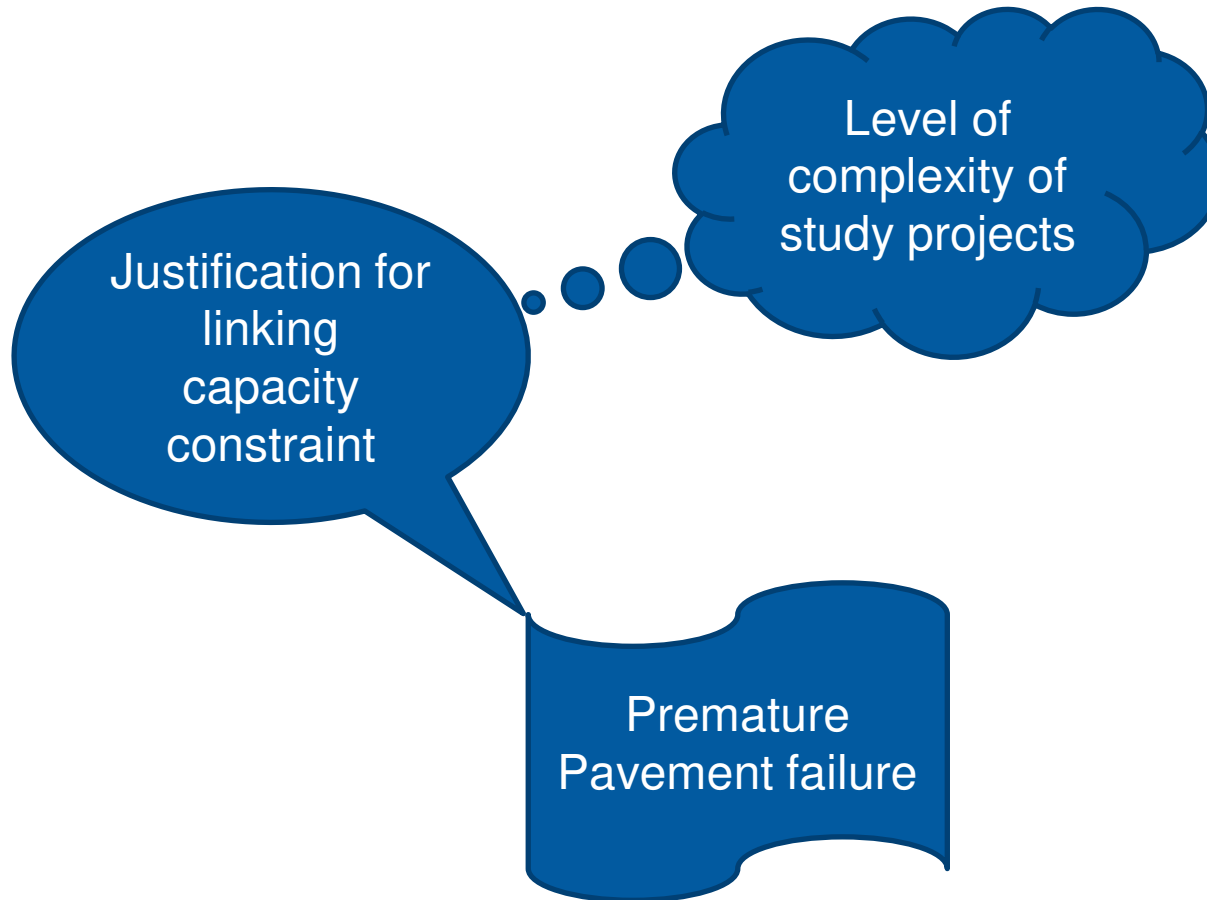 Level of
complexity of
study projects
Justification for
linking
capacity
constraint
Premature
Pavement failure